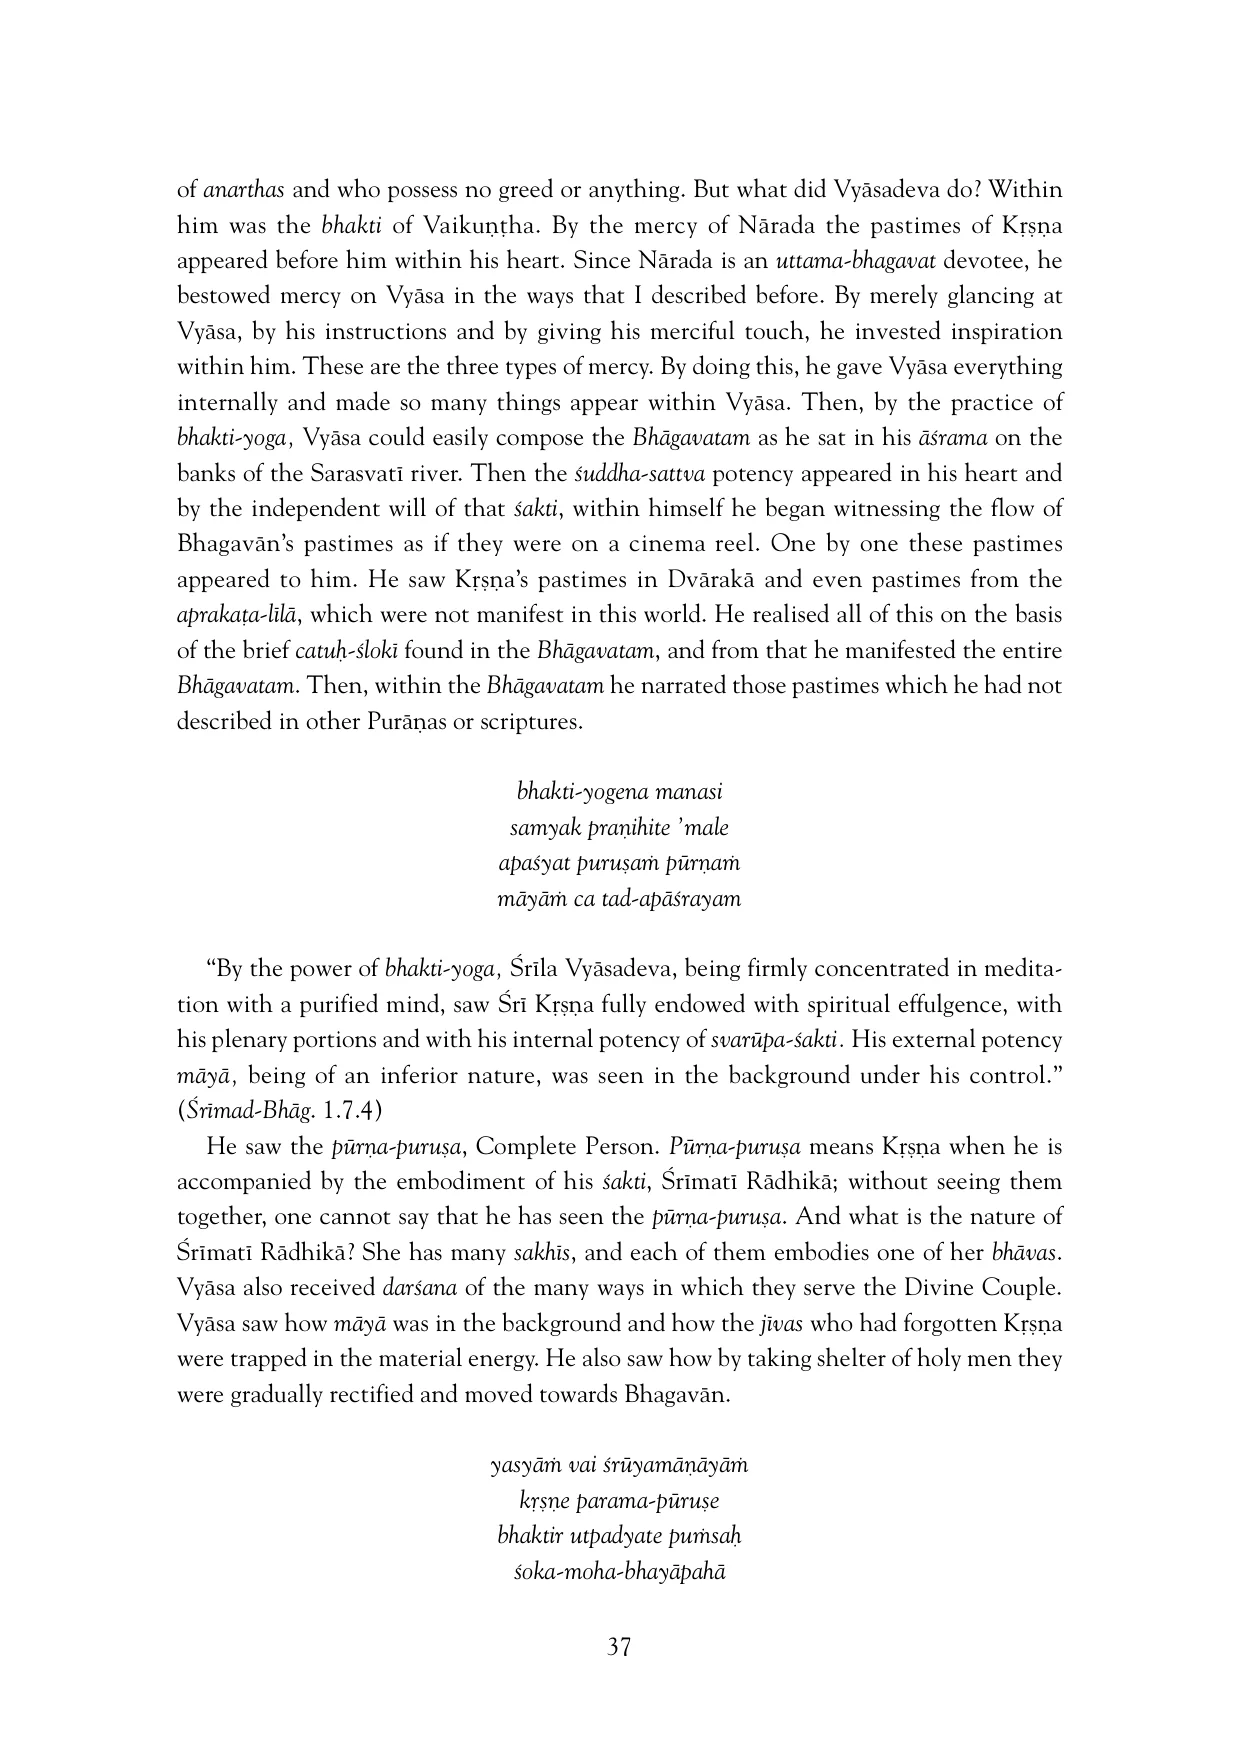 of anarthas and who possess no greed or anything. But what did Vyāsadeva do? Within
him was the bhakti of Vaikuṇṭha. By the mercy of Nārada the pastimes of Kṛṣṇa
appeared before him within his heart. Since Nārada is an uttama-bhagavat devotee, he
bestowed mercy on Vyāsa in the ways that I described before. By merely glancing at
Vyāsa, by his instructions and by giving his merciful touch, he invested inspiration
within him. These are the three types of mercy. By doing this, he gave Vyāsa everything
internally and made so many things appear within Vyāsa. Then, by the practice of
bhakti-yoga, Vyāsa could easily compose the Bhāgavatam as he sat in his āśrama on the
banks of the Sarasvatī river. Then the śuddha-sattva potency appeared in his heart and
by the independent will of that śakti, within himself he began witnessing the flow of
Bhagavān’s pastimes as if they were on a cinema reel. One by one these pastimes
appeared to him. He saw Kṛṣṇa’s pastimes in Dvārakā and even pastimes from the
aprakaṭa-līlā, which were not manifest in this world. He realised all of this on the basis
of the brief catuḥ-ślokī found in the Bhāgavatam, and from that he manifested the entire
Bhāgavatam. Then, within the Bhāgavatam he narrated those pastimes which he had not
described in other Purāṇas or scriptures.
bhakti-yogena manasi
samyak praṇihite ’male
apaśyat puruṣaṁ pūrṇaṁ
māyāṁ ca tad-apāśrayam
“By the power of bhakti-yoga, Śrīla Vyāsadeva, being firmly concentrated in medita-
tion with a purified mind, saw Śrī Kṛṣṇa fully endowed with spiritual effulgence, with
his plenary portions and with his internal potency of svarūpa-śakti. His external potency
māyā, being of an inferior nature, was seen in the background under his control.”
(Śrīmad-Bhāg. 1.7.4)
He saw the pūrṇa-puruṣa, Complete Person. Pūrṇa-puruṣa means Kṛṣṇa when he is
accompanied by the embodiment of his śakti, Śrīmatī Rādhikā; without seeing them
together, one cannot say that he has seen the pūrṇa-puruṣa. And what is the nature of
Śrīmatī Rādhikā? She has many sakhīs, and each of them embodies one of her bhāvas.
Vyāsa also received darśana of the many ways in which they serve the Divine Couple.
Vyāsa saw how māyā was in the background and how the jīvas who had forgotten Kṛṣṇa
were trapped in the material energy. He also saw how by taking shelter of holy men they
were gradually rectified and moved towards Bhagavān.
yasyāṁ vai śrūyamāṇāyāṁ
kṛṣṇe parama-pūruṣe
bhaktir utpadyate puṁsaḥ
śoka-moha-bhayāpahā
37